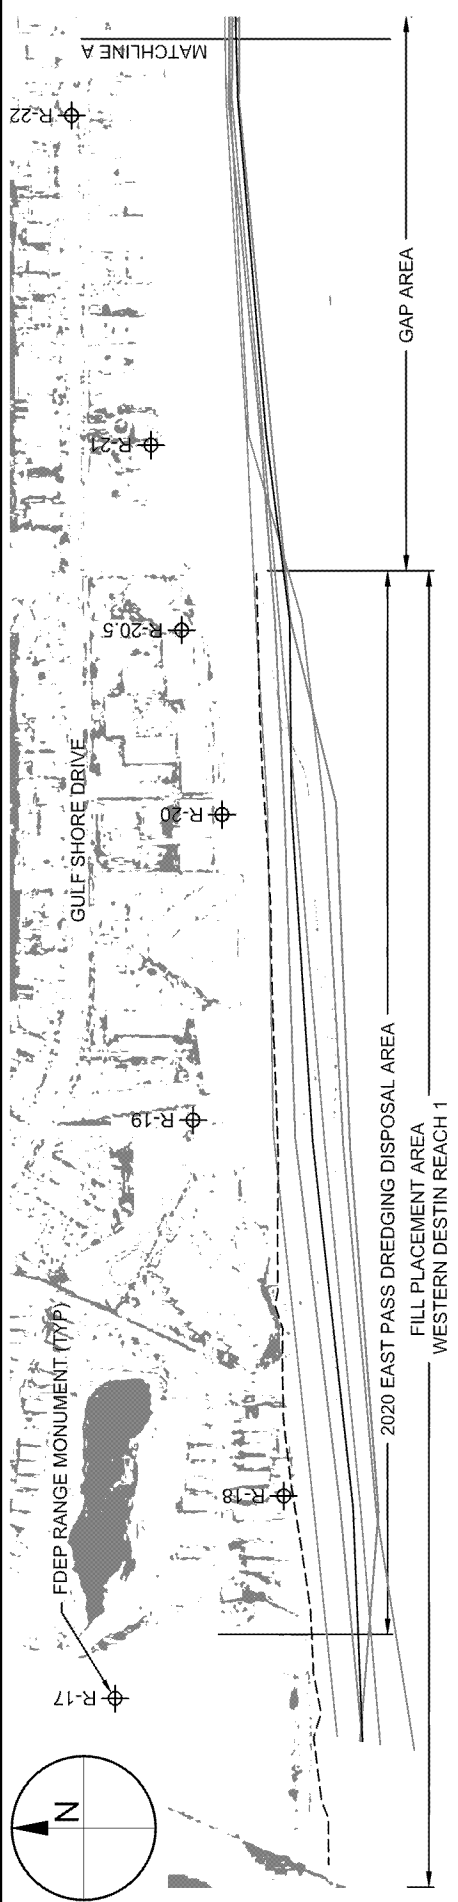 MATCHLINE A
R-22
GAP AREA
R-21
R-20.5
GULF SHORE DRIVE
R-20
R-19
2020 EAST PASS DREDGING DISPOSAL AREA
FILL PLACEMENT AREA
WESTERN DESTIN REACH 1
FDEP RANGE MONUMENT (TYP)
R-18
R-17
N